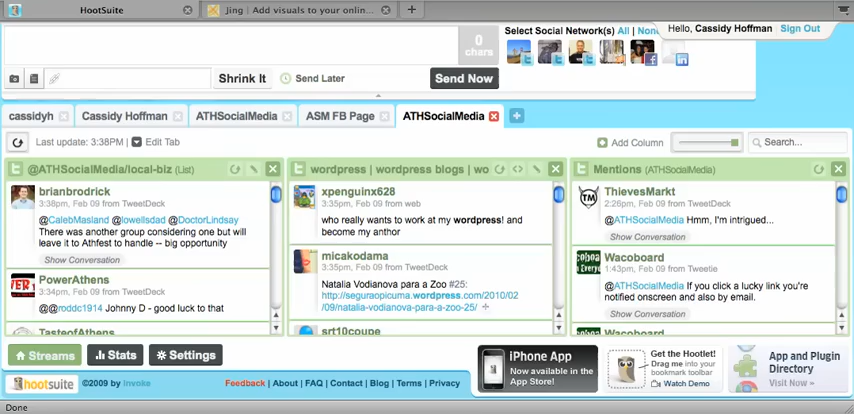 HootSuite
Jing | Add visuals to your onlin...
0
chars
Select Social Network(s) All | None
Hello, Cassidy Hoffman Sign Out
Shrink It
Send Later
Send Now
cassidyh
Cassidy Hoffman
ATHSocialMedia
ASM FB Page
ATHSocialMedia
Last update: 3:38PM | Edit Tab
Add Column
Search...
@ATHSocialMedia/local-biz (List)
brianbrodrick
3:38pm, Feb 09 from TweetDeck
@CalebMasland @lowellsdad @DoctorLindsay
There was another group considering one but will
leave it to Athfest to handle -- big opportunity
Show Conversation
PowerAthens
3:34pm, Feb 09 from TweetDeck
@@roddc1914 Johnny D - good luck to that
TasteofAthens
wordpress | wordpress blogs | wo
xpenguinx628
3:35pm, Feb 09 from web
who really wants to work at my wordpress! and
become my anthor
micakodama
3:35pm, Feb 09 from TweetDeck
Natalia Vodianova para a Zoo #25:
http://seguraopicuma.wordpress.com/2010/02
/09/natalia-vodianova-para-a-zoo-25/
srt10coupe
Mentions (ATHSocialMedia)
TM
ThievesMarkt
2:26pm, Feb 09 from TweetDeck
@ATHSocialMedia Hmm, I'm intrigued...
Show Conversation
Wacoboard
1:43pm, Feb 09 from Tweetie
@ATHSocialMedia If you click a lucky link you're
notified onscreen and also by email.
Show Conversation
Wacoboard
Streams
Stats
Settings
iPhone App
Now available in the
App Store!
Get the Hootlet!
Drag me into your
bookmark toolbar
Watch Demo
App and Plugin
Directory
Visit Now »
hootsuite
©2009 by Invoke
Feedback | About | FAQ | Contact | Blog | Terms | Privacy
Done